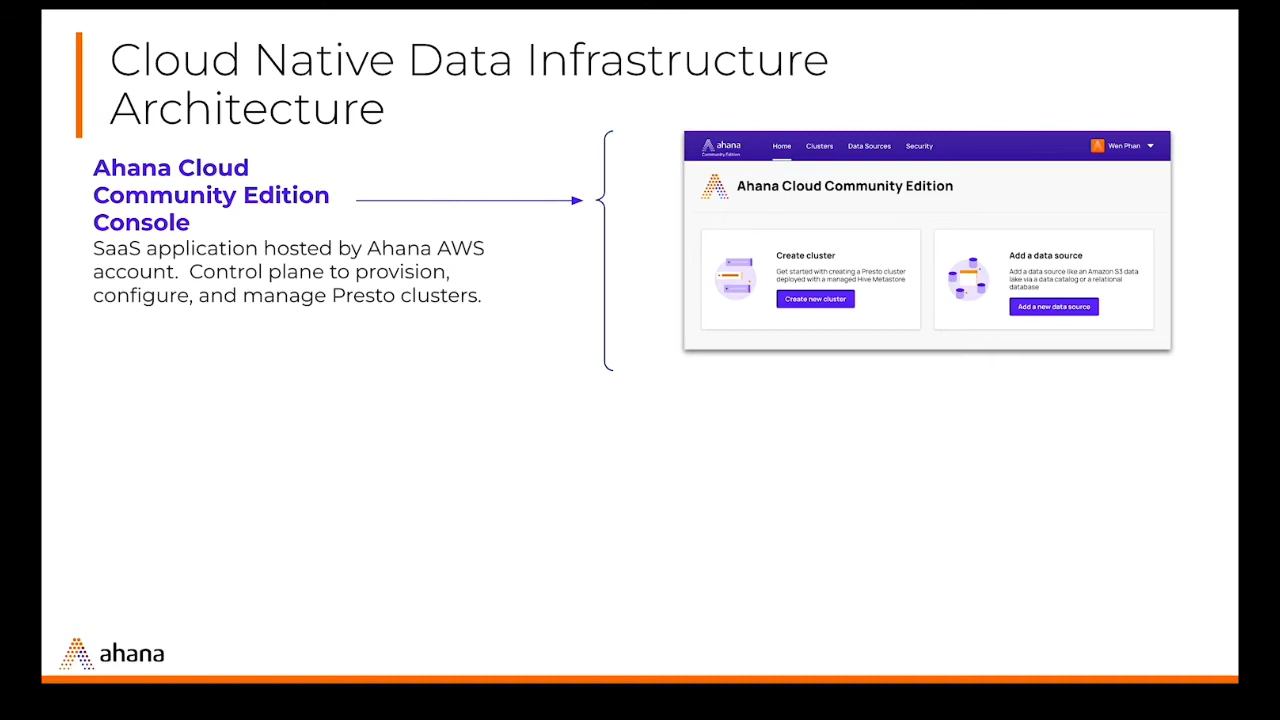 Cloud Native Data Infrastructure
Architecture
Ahana Cloud
Community Edition
Console
SaaS application hosted by Ahana AWS
account. Control plane to provision,
configure, and manage Presto clusters.
ahana
Community Edition
Home
Clusters
Data Sources
Security
Wen Phan
Ahana Cloud Community Edition
Create cluster
Get started with creating a Presto cluster
deployed with a managed Hive Metastore
Create new cluster
Add a data source
Add a data source like an Amazon S3 data
lake via a data catalog or a relational
database
Add a new data source
ahana